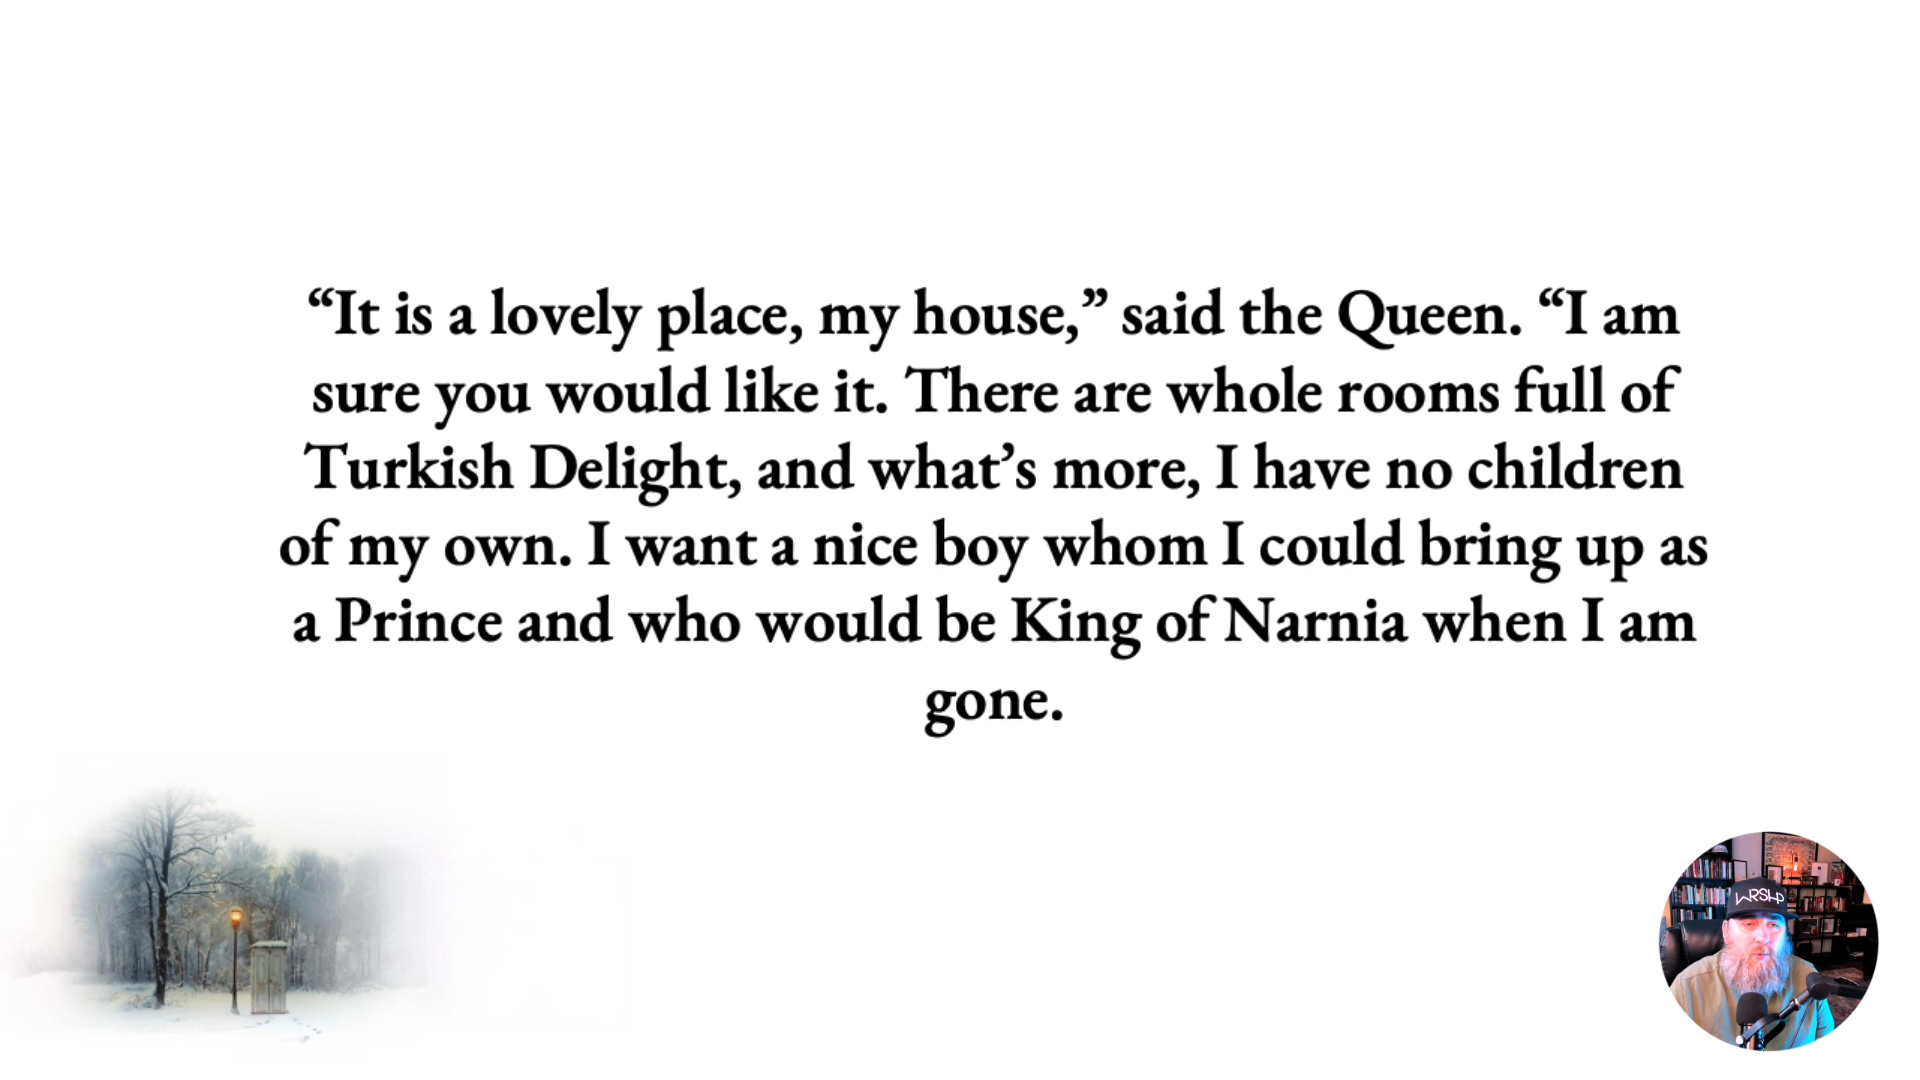 “It is a lovely place, my house,” said the Queen. “I am
sure you would like it. There are whole rooms full of
Turkish Delight, and what’s more, I have no children
of my own. I want a nice boy whom I could bring up as
a Prince and who would be King of Narnia when I am
gone.
WRSHP